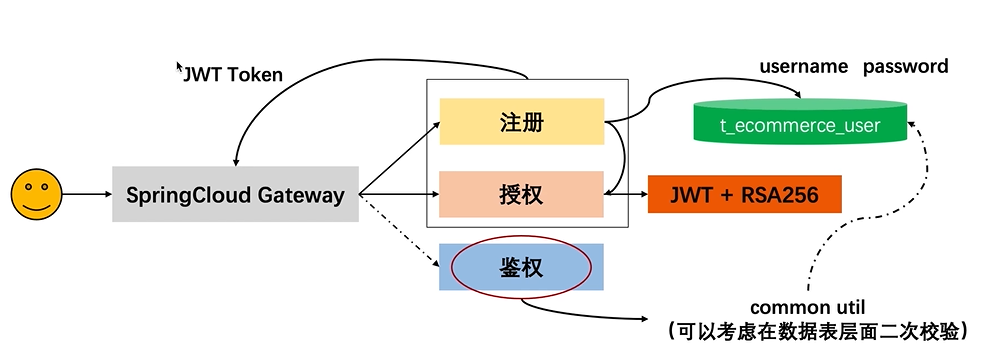 JWT Token
username password
注册
t_ecommerce_user
SpringCloud Gateway
授权
JWT + RSA256
鉴权
common util
(可以考虑在数据表层面二次校验)